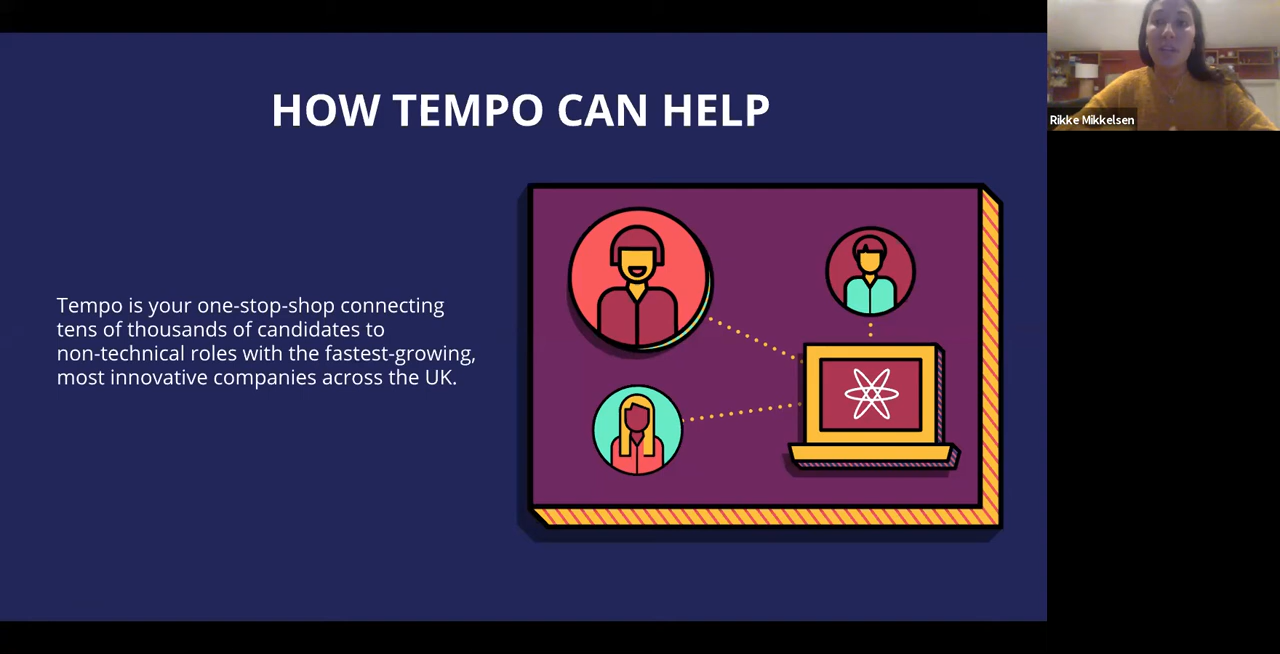 HOW TEMPO CAN HELP
Tempo is your one-stop-shop connecting
tens of thousands of candidates to
non-technical roles with the fastest-growing,
most innovative companies across the UK.
Rikke Mikkelsen